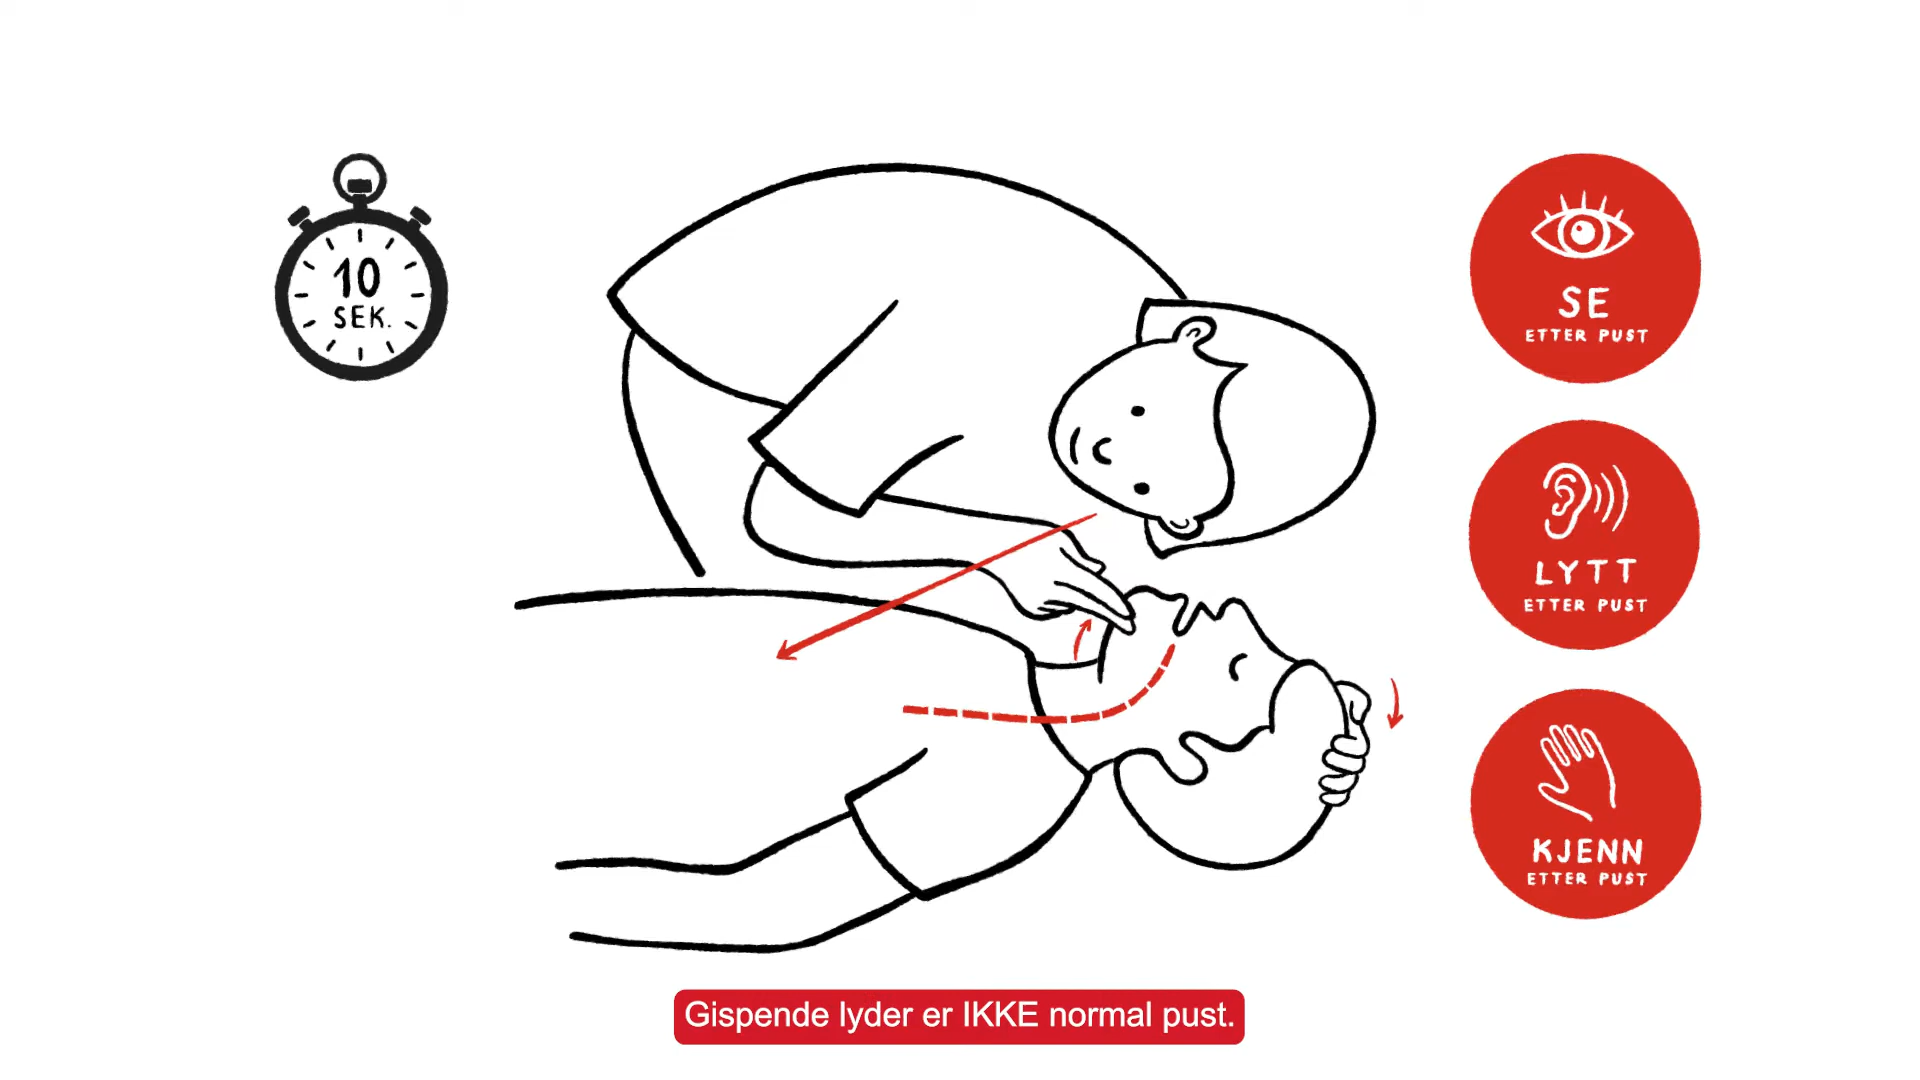 10
SEK.
SE
ETTER PUST
LYTT
ETTER PUST
KJENN
ETTER PUST
Gispende lyder er IKKE normal pust.